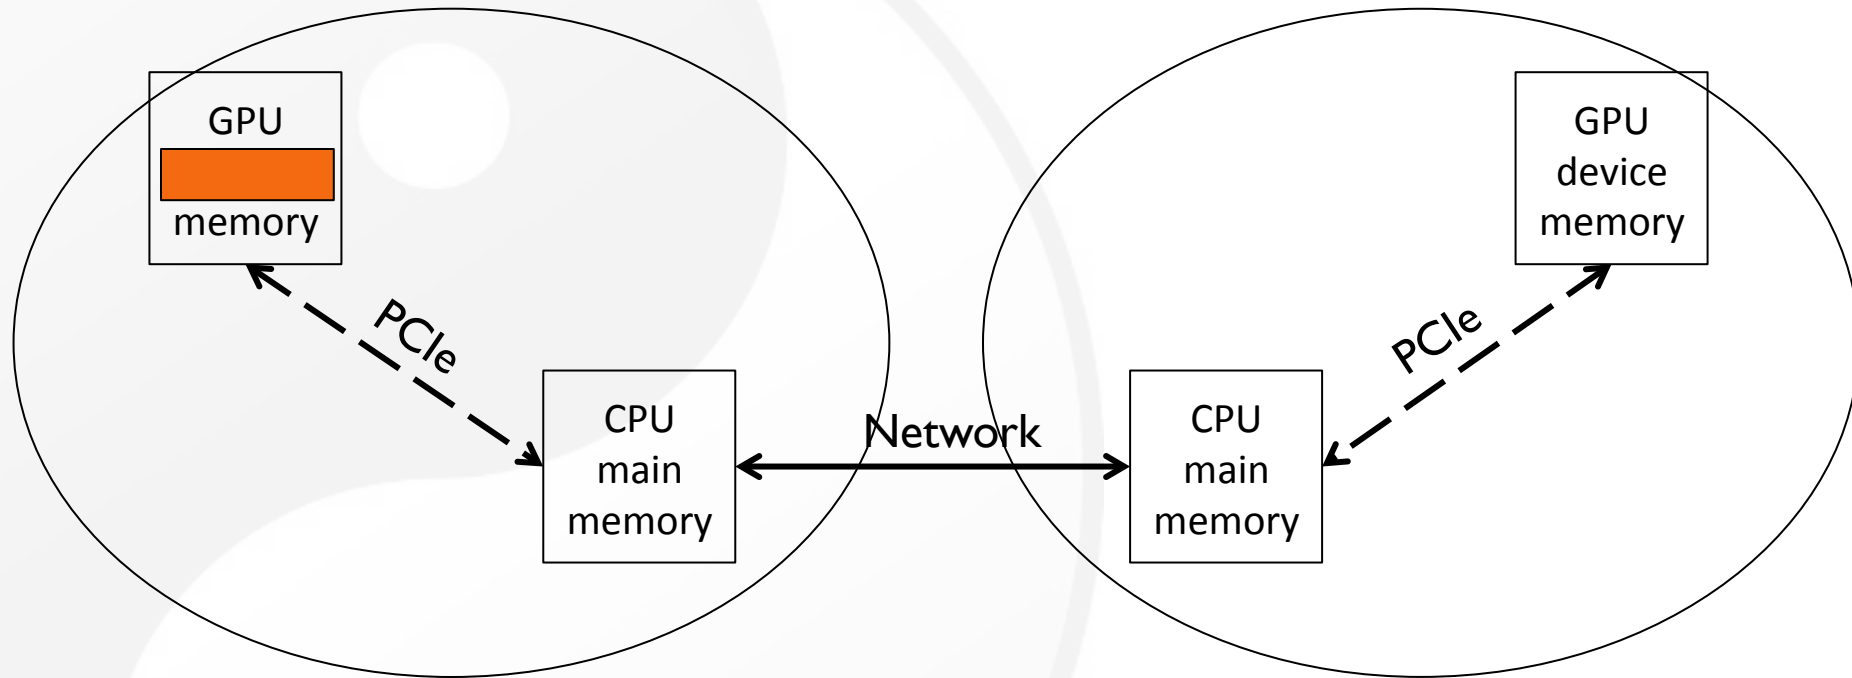 GPU
memory
PCIe
CPU
main
memory
Network
CPU
main
memory
PCIe
GPU
device
memory